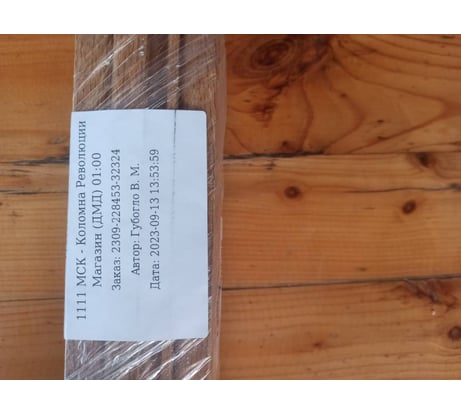 1111 МСК - Коломна Революции
Магазин (ДМД) 01:00
Заказ: 2309-228453-32324
Автор: Губогло В. М.
Дата: 2023-09-13 13:53:59